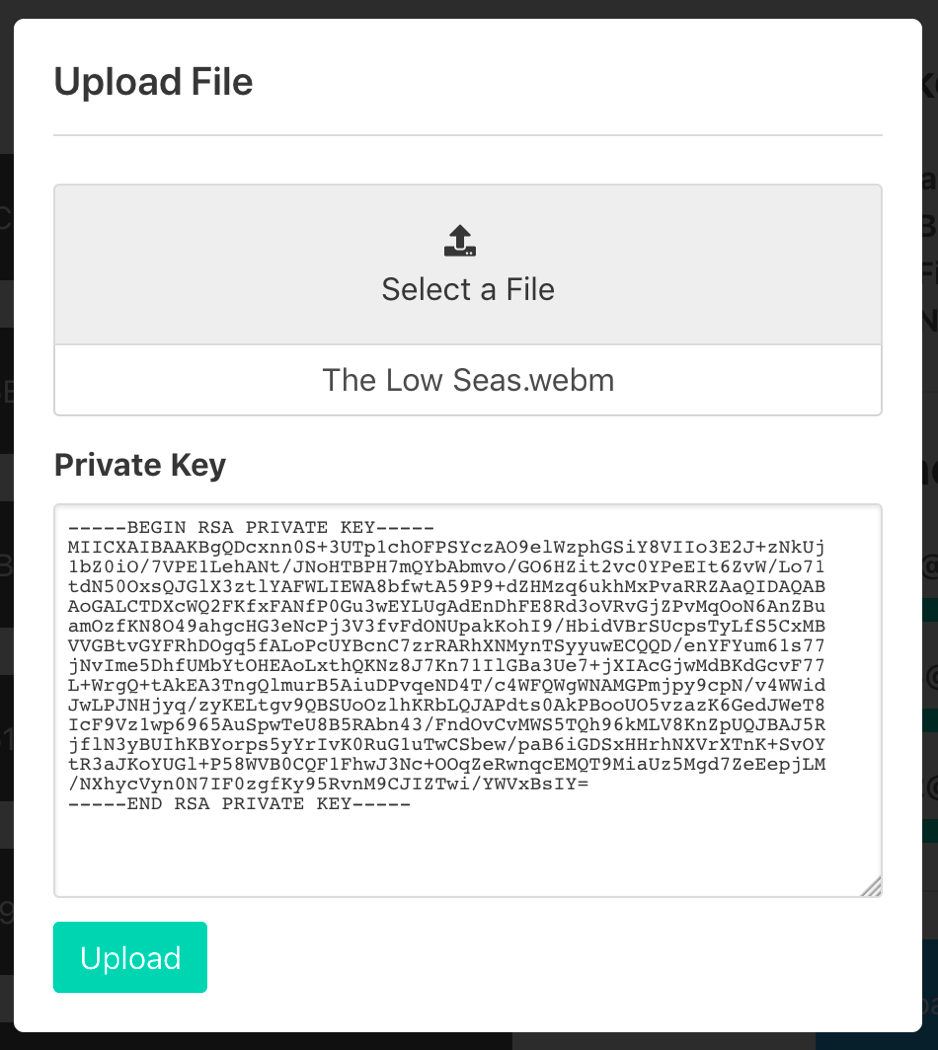 Upload File
Select a File
The Low Seas.webm
Private Key
-----BEGIN RSA PRIVATE KEY-----
MIICXAIBAAKBgQDcxnn0S+3UTp1chOFPSYczAO9elWzphGSiY8VIIo3E2J+zNkUj
1bZ0iO/7VPE1LehANt/JNoHTBPH7mQYbAbmvo/GO6HZit2vc0YPeEIt6ZvW/Lo71
tdN50OxsQJGlX3ztlYAFWLIEWA8bfwtA59P9+dZHMzq6ukhMxPvaRRZAaQIDAQAB
AoGALCTDXcWQ2FKfxFANfP0Gu3wEYLUgAdEnDhFE8Rd3oVRvGjZPvMqOoN6AnZBu
amOzfKN8O49ahgcHG3eNcPj3V3fvFdONUpakKohI9/HbidVBrSUcpsTyLfS5CxMB
VVGBtvGYFRhDOgq5fALoPcUYBcnC7zrRARhXNMynTSyyuwECQQD/enYFYum61s77
jNvIme5DhfUMbYtOHEAoLxthQKNz8J7Kn71IlGBa3Ue7+jXIAcGjwMdBKdGcvF77
L+WrgQ+tAkEA3TngQlmurB5AiuDPvqeND4T/c4WFQWgWNAMGPmjpy9cpN/v4WWid
JwLPJNHjyq/zyKELtgv9QBSUoOzlhKRbLQJAPdts0AkPBooUO5vzazK6GedJWeT8
IcF9Vz1wp6965AuSpwTeU8B5RAbn43/FndOvCvMWS5TQh96kMLV8KnZpUQJBAJ5R
jflN3yBUIhKBYorps5yYrIvK0RuG1uTwCSbew/paB6iGDSxHHrhNXVrXTnK+SvOY
tR3aJKoYUGl+P58WVB0CQF1FhwJ3Nc+OOqZeRwnqcEMQT9MiaUz5Mgd7ZeEepjLM
/NXhycVyn0N7IF0zgfKy95RvnM9CJIZTwi/YWVxBsIY=
-----END RSA PRIVATE KEY-----
Upload